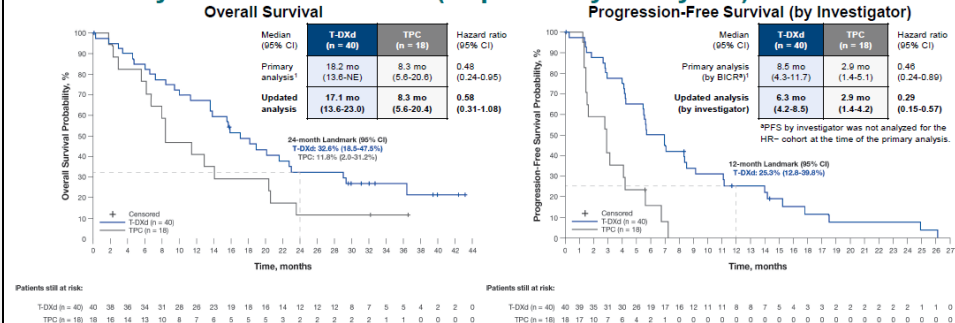 Overall Survival
Median (95% CI) T-DXd (n = 40) TPC (n = 18) Hazard ratio (95% CI)
Primary analysis¹ 18.2 mo (13.6-NE) 8.3 mo (5.6-20.6) 0.48 (0.24-0.95)
Updated analysis 17.1 mo (13.6-23.0) 8.3 mo (5.6-20.4) 0.58 (0.31-1.08)
Overall Survival Probability, %
100
90
80
70
60
50
40
30
20
10
0
24-month Landmark (95% CI)
T-DXd: 32.6% (18.5-47.5%)
TPC: 11.8% (2.0-31.2%)
+ Censored
T-DXd (n = 40)
TPC (n = 18)
0 2 4 6 8 10 12 14 16 18 20 22 24 26 29 30 32 34 36 38 40 42 44
Time, months
Patients still at risk:
T-DXd (n = 40) 40 38 36 34 31 28 26 23 19 18 16 14 12 12 12 8 7 5 5 4 2 2 0
TPC (n = 18) 18 16 14 13 10 8 7 6 5 5 5 3 2 2 2 2 2 1 1 0 0 0 0
Progression-Free Survival (by Investigator)
Median (95% CI) T-DXd (n = 40) TPC (n = 18) Hazard ratio (95% CI)
Primary analysis (by BICRª)¹ 8.5 mo (4.3-11.7) 2.9 mo (1.4-5.1) 0.46 (0.24-0.89)
Updated analysis (by investigator) 6.3 mo (4.2-8.5) 2.9 mo (1.4-4.2) 0.29 (0.15-0.57)
ªPFS by investigator was not analyzed for the
HR− cohort at the time of the primary analysis.
Progression-Free Survival Probability, %
100
90
80
70
60
50
40
30
20
10
0
12-month Landmark (95% CI)
T-DXd: 25.3% (12.8-39.8%)
+ Censored
T-DXd (n = 40)
TPC (n = 18)
0 1 2 3 4 5 6 7 8 9 10 11 12 13 14 15 16 17 18 19 20 21 22 23 24 25 26 27
Time, months
Patients still at risk:
T-DXd (n = 40) 40 39 35 31 30 26 19 17 16 12 11 11 8 8 7 5 4 3 3 2 2 2 2 2 2 1 1 0
TPC (n = 18) 18 17 10 7 6 4 2 1 0 0 0 0 0 0 0 0 0 0 0 0 0 0 0 0 0 0 0 0